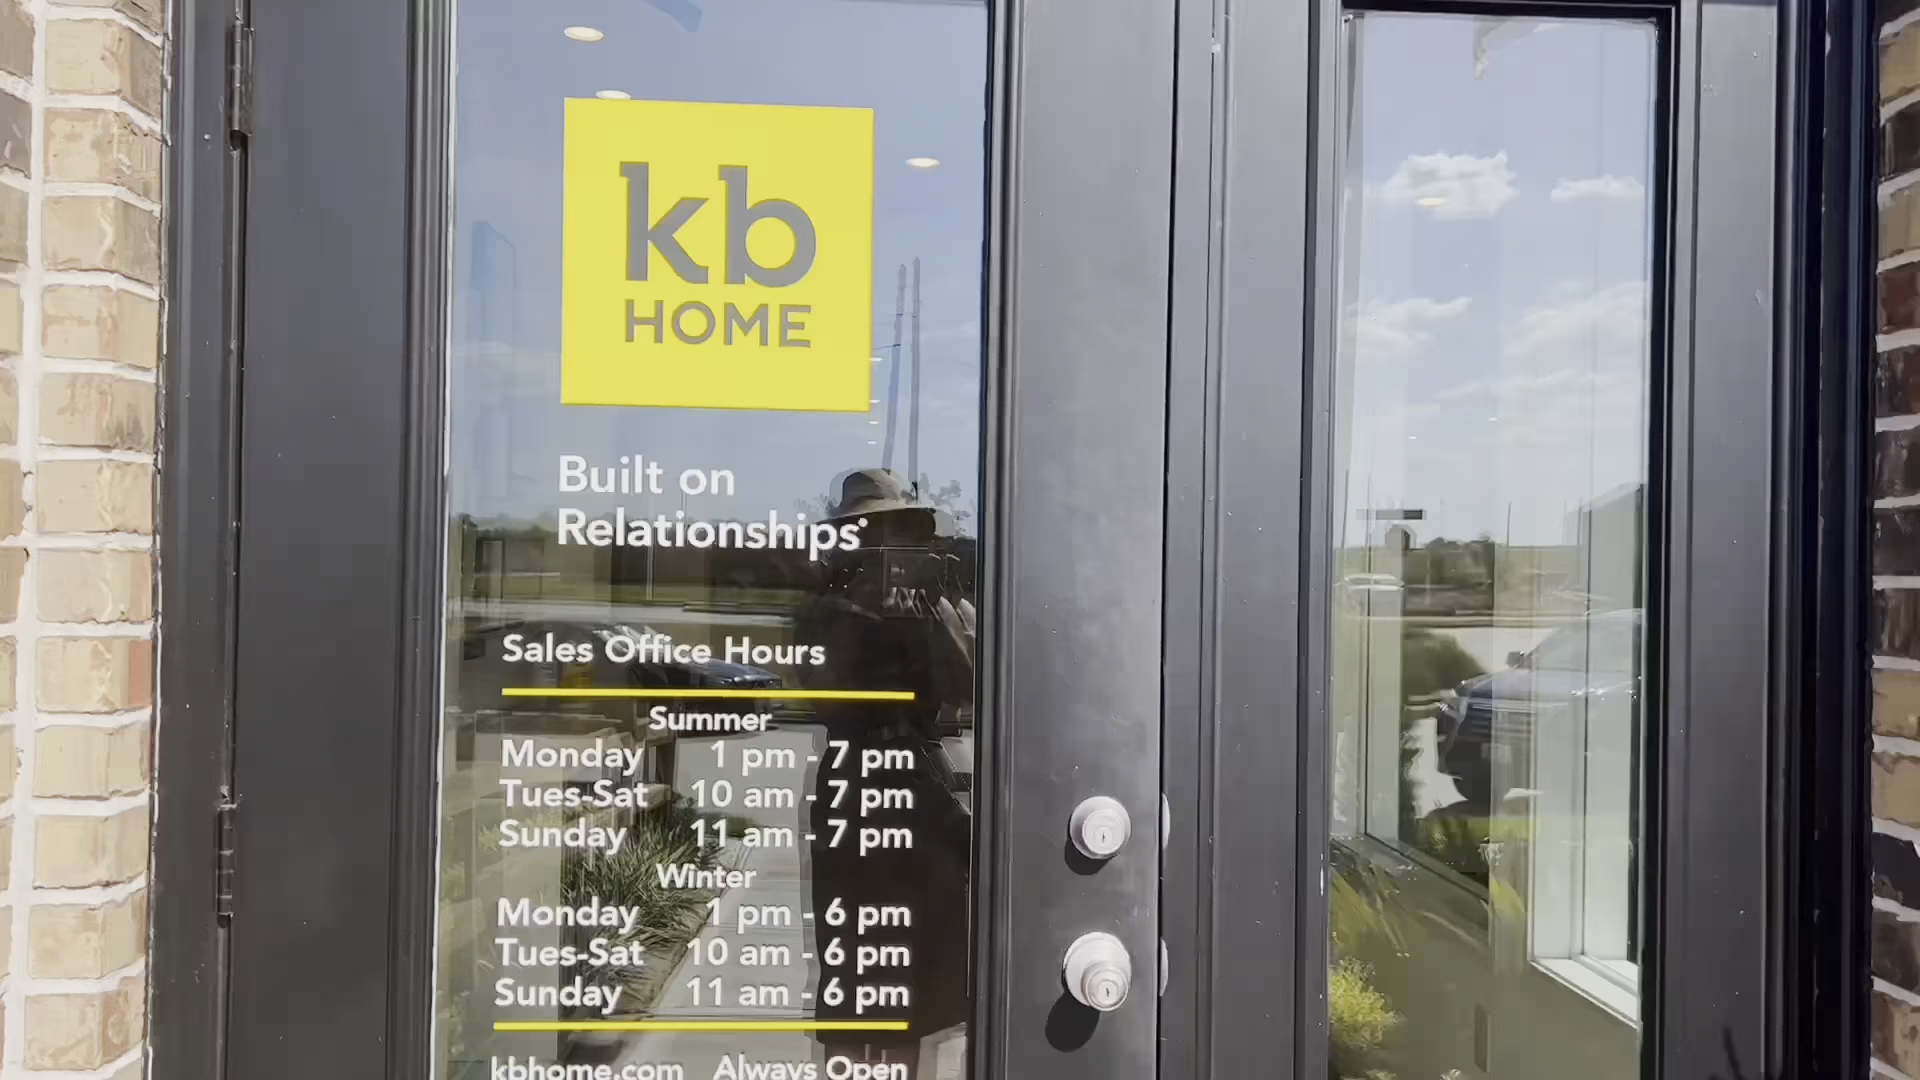 kb
HOME
Built on
Relationships
Sales Office Hours
Summer
Monday 1 pm - 7 pm
Tues-Sat 10 am - 7 pm
Sunday 11 am - 7 pm
Winter
Monday 1 pm - 6 pm
Tues-Sat 10 am - 6 pm
Sunday 11 am - 6 pm
kbhome.com Always Open